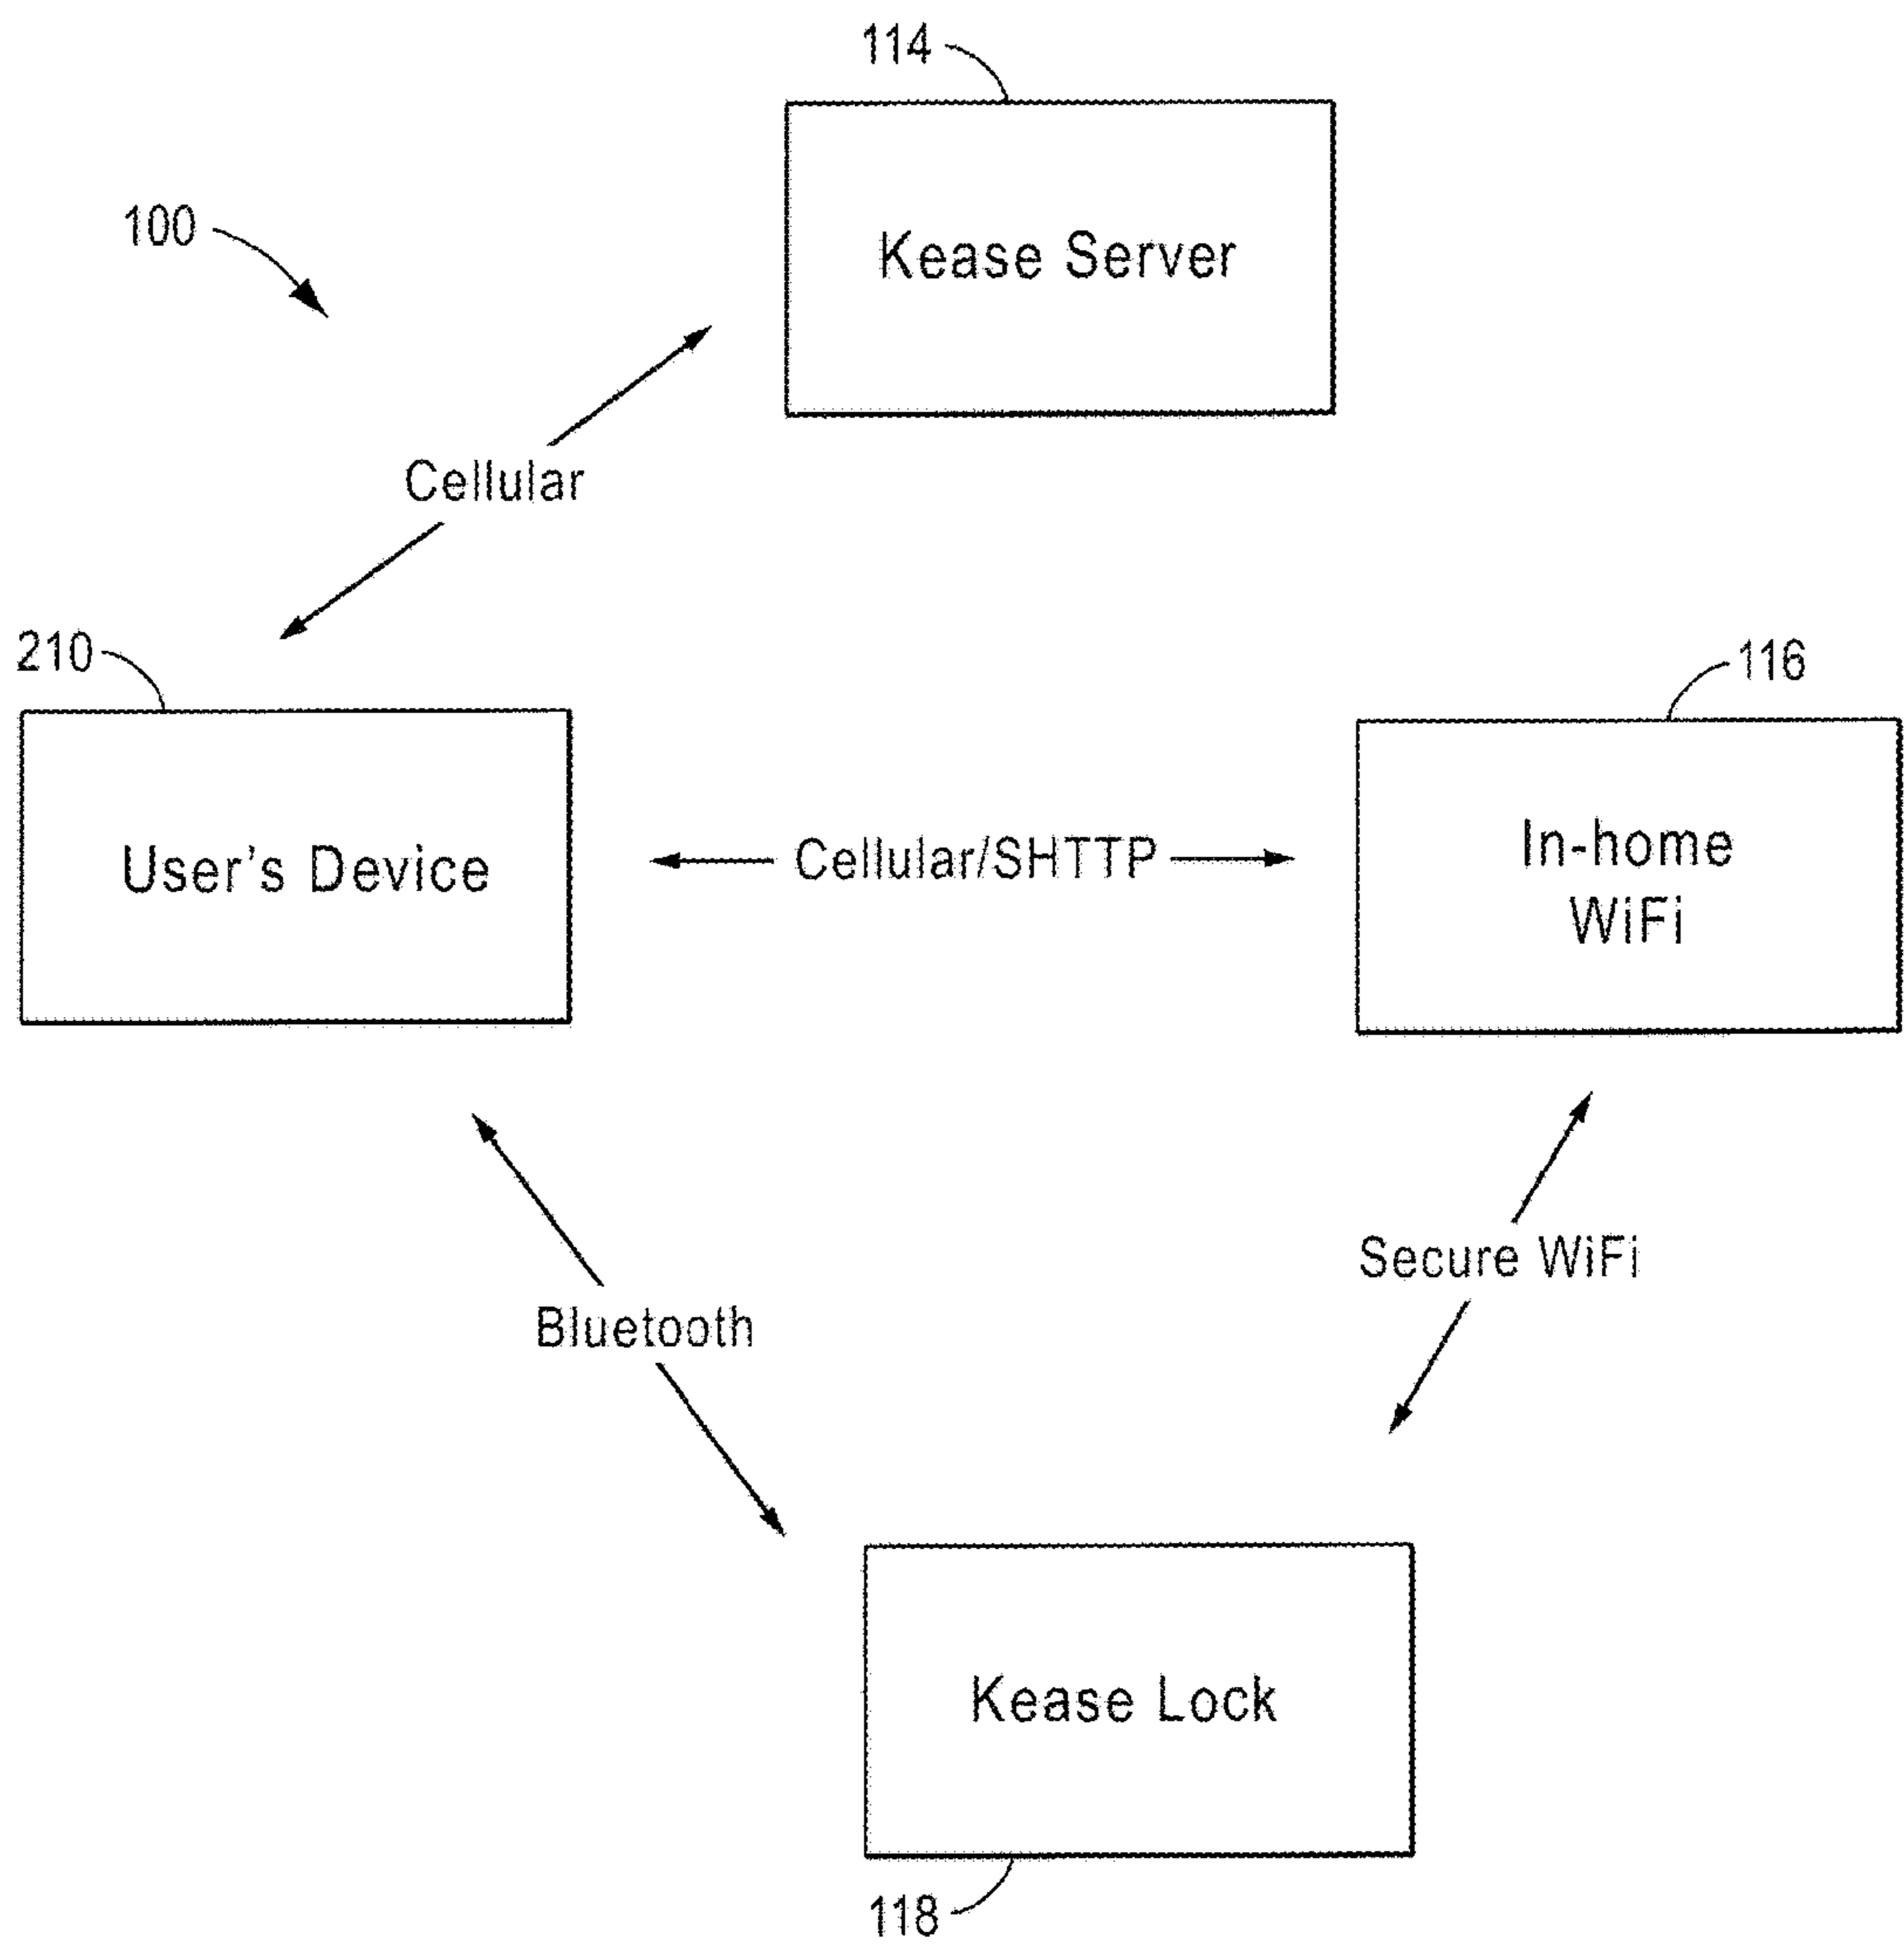 114
Kease Server
100
Cellular
210
116
User's Device
Cellular/SHTTP
In-home
WiFi
Secure WiFi
Bluetooth
Kease Lock
118